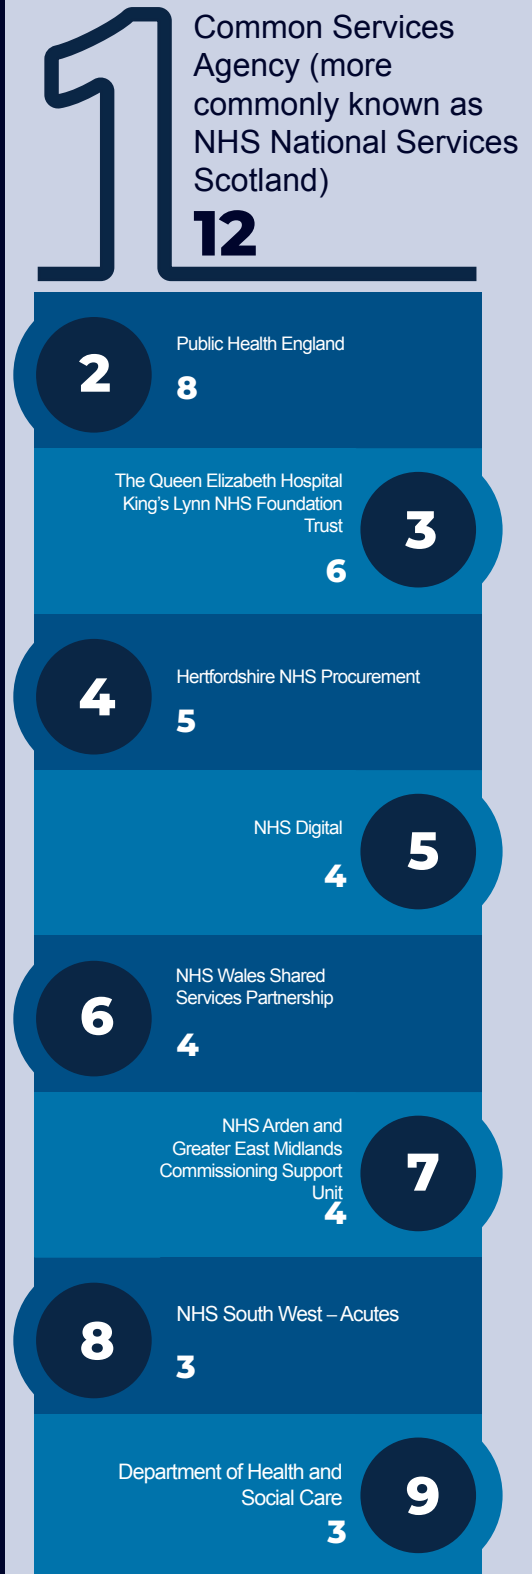 1
Common Services
Agency (more
commonly known as
NHS National Services
Scotland)
12
2
Public Health England
8
The Queen Elizabeth Hospital
King's Lynn NHS Foundation
Trust
6
3
4
Hertfordshire NHS Procurement
5
NHS Digital
4
5
6
NHS Wales Shared
Services Partnership
4
NHS Arden and
Greater East Midlands
Commissioning Support
Unit
4
7
8
NHS South West – Acutes
3
Department of Health and
Social Care
3
9